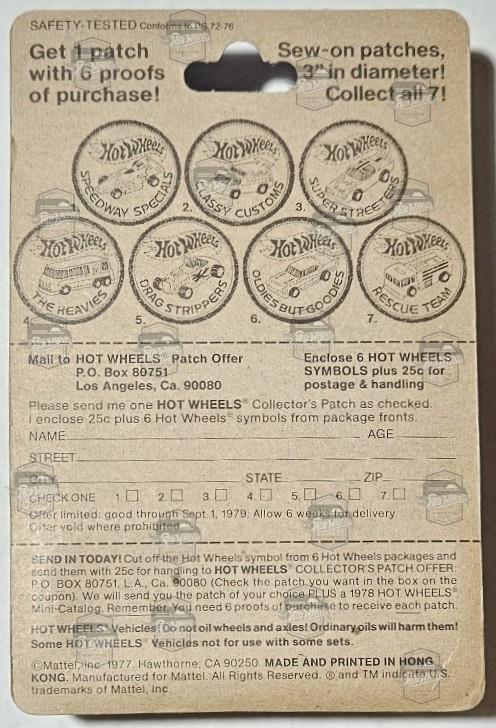 SAFETY-TESTED Conforms to PS 72-76
Get 1 patch
with 6 proofs
of purchase!
Sew-on patches,
3" in diameter!
Collect all 7!
Hot Wheels
SPEEDWAY SPECIALS
1.
Hot Wheels
CLASSY CUSTOMS
2.
Hot Wheels
SUPER STREETERS
3.
Hot Wheels
THE HEAVIES
4.
Hot Wheels
DRAG STRIPPERS
5.
Hot Wheels
OLDIES BUT GOODIES
6.
Hot Wheels
RESCUE TEAM
7.
Mail to HOT WHEELS® Patch Offer
P.O. Box 80751
Los Angeles, Ca. 90080
Enclose 6 HOT WHEELS
SYMBOLS plus 25c for
postage & handling
Please send me one HOT WHEELS® Collector's Patch as checked.
I enclose 25c plus 6 Hot Wheels® symbols from package fronts.
NAME AGE
STREET
CITY STATE ZIP
CHECK ONE 1. 2. 3. 4. 5. 6. 7.
Offer limited: good through Sept. 1, 1979. Allow 6 weeks for delivery.
Offer void where prohibited.
SEND IN TODAY! Cut off the Hot Wheels symbol from 6 Hot Wheels packages and
send them with 25c for handling to HOT WHEELS® COLLECTOR'S PATCH OFFER:
P.O. BOX 80751, L.A., Ca. 90080 (Check the patch you want in the box on the
coupon). We will send you the patch of your choice PLUS a 1978 HOT WHEELS®
Mini-Catalog. Remember. You need 6 proofs of purchase to receive each patch.
HOT WHEELS® Vehicles: Do not oil wheels and axles! Ordinary oils will harm them!
Some HOT WHEELS® Vehicles not for use with some sets.
©Mattel, Inc. 1977. Hawthorne, CA 90250. MADE AND PRINTED IN HONG
KONG. Manufactured for Mattel. All Rights Reserved. ® and TM indicate U.S.
trademarks of Mattel, Inc.